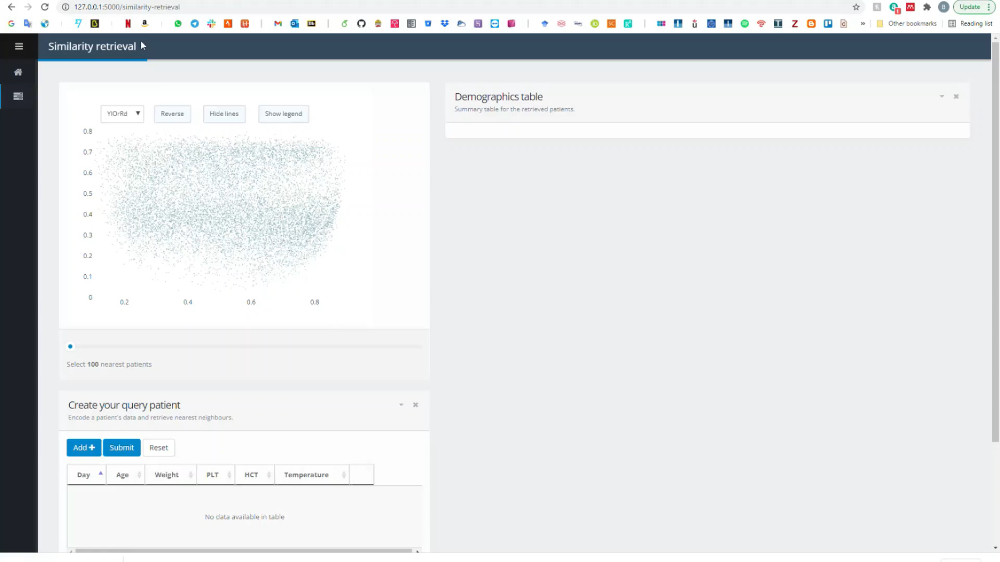 127.0.0.1:5000/similarity-retrieval
Update
Bb
SC
Other bookmarks
Reading list
Similarity retrieval
YlOrRd
Reverse
Hide lines
Show legend
0.8
0.7
0.6
0.5
0.4
0.3
0.2
0.1
0
0.2
0.4
0.6
0.8
Select 100 nearest patients
Demographics table
Summary table for the retrieved patients.
Create your query patient
Encode a patient's data and retrieve nearest neighbours.
Add
Submit
Reset
Day
Age
Weight
PLT
HCT
Temperature
No data available in table